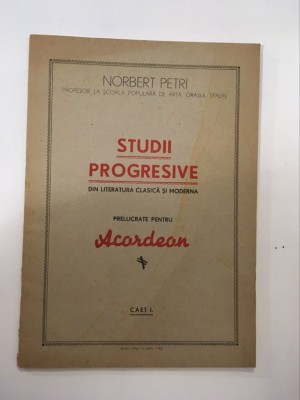 NORBERT PETRI
PROFESOR LA ȘCOALA POPULARĂ DE ARTĂ, ORAȘUL STALIN
STUDII
PROGRESIVE
DIN LITERATURA CLASICĂ ȘI MODERNA
PRELUCRATE PENTRU
Acordeon
CAET I.